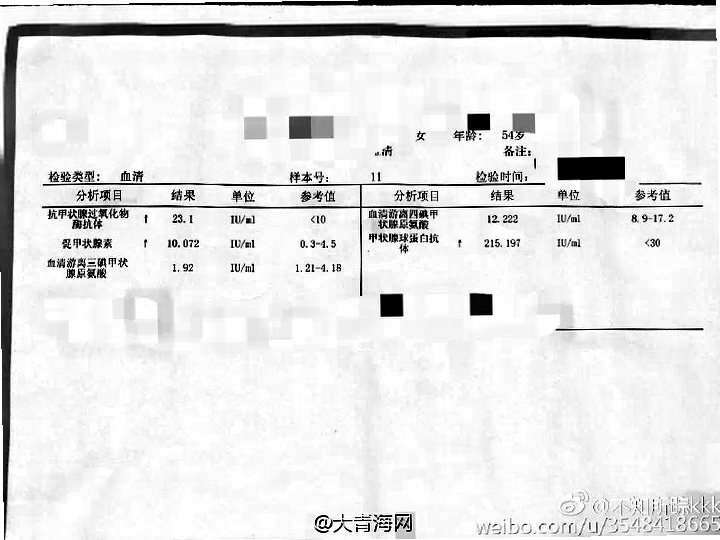 女 年龄: 54岁
清 备注:
检验类型: 血清 样本号: 11 检验时间:
分析项目 结果 单位 参考值 分析项目 结果 单位 参考值
抗甲状腺过氧化物酶抗体 ↑ 23.1 IU/ml <10 血清游离四碘甲状腺原氨酸 12.222 IU/ml 8.9-17.2
促甲状腺素 ↑ 10.072 IU/ml 0.3-4.5 甲状腺球蛋白抗体 ↑ 215.197 IU/ml <30
血清游离三碘甲状腺原氨酸 1.92 IU/ml 1.21-4.18
@不知所踪kkk
@大青海网
weibo.com/u/3548418665